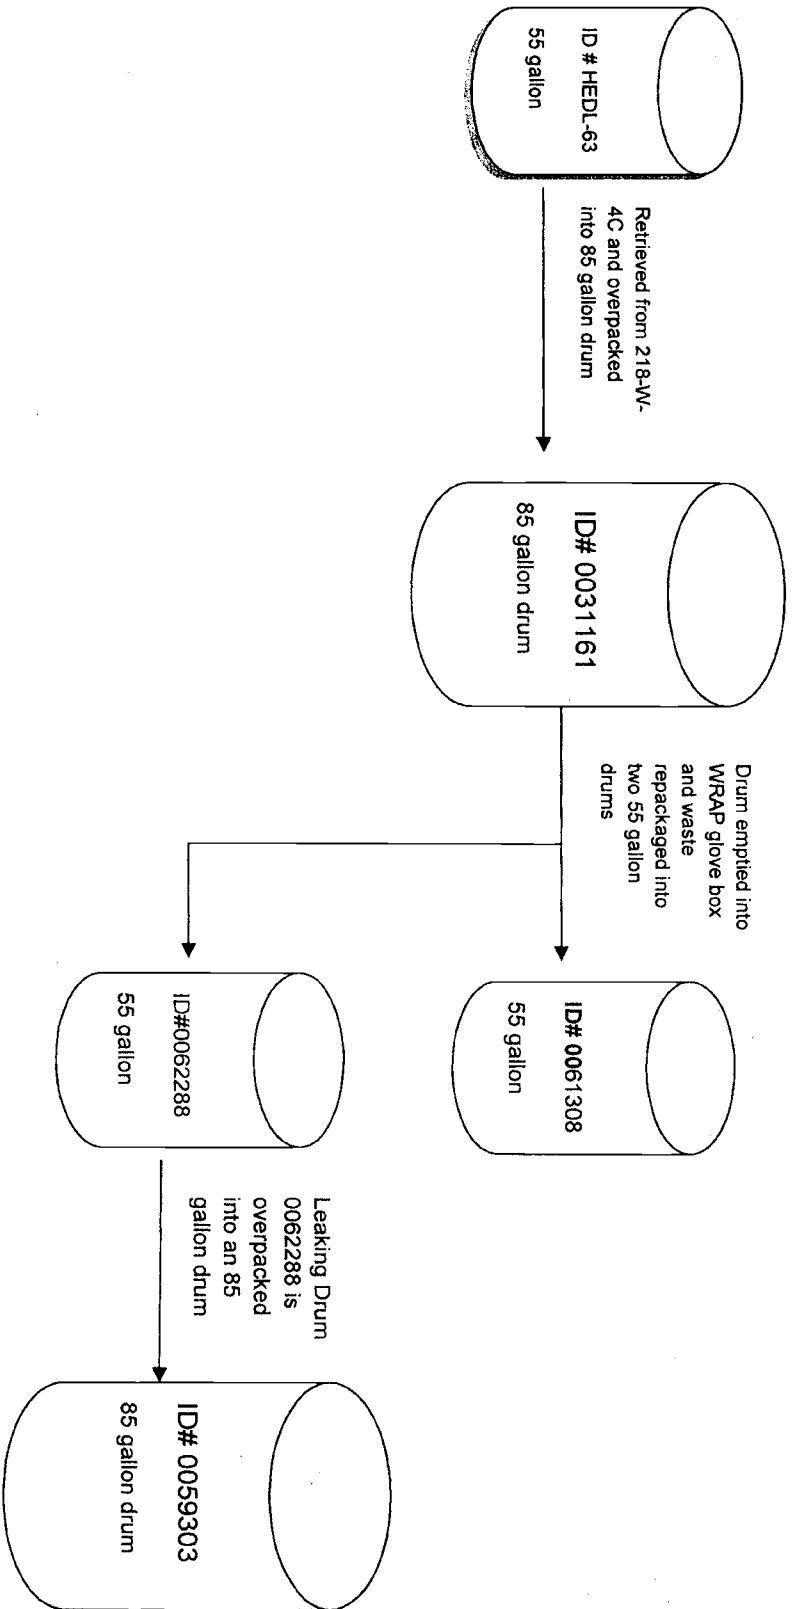 ID # HEDL-63
55 gallon
Retrieved from 218-W-
4C and overpacked
into 85 gallon drum
ID# 0031161
85 gallon drum
Drum emptied into
WRAP glove box
and waste
repackaged into
two 55 gallon
drums
ID# 0061308
55 gallon
ID#0062288
55 gallon
Leaking Drum
0062288 is
overpacked
into an 85
gallon drum
ID# 0059303
85 gallon drum